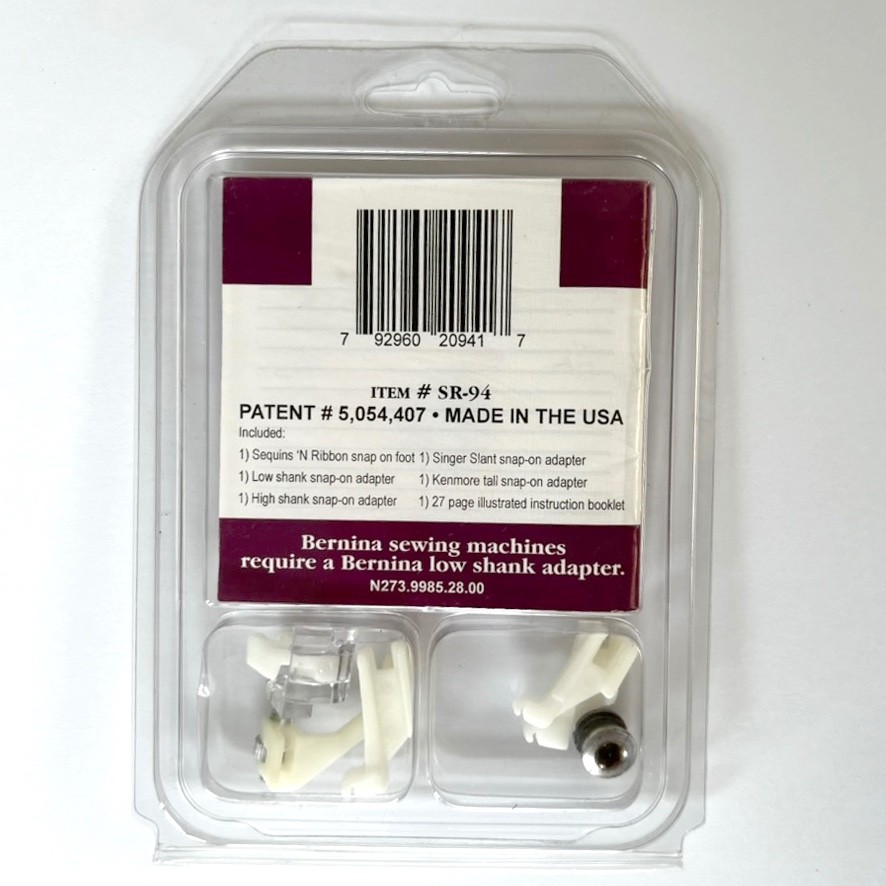 7 92960 20941 7
ITEM # SR-94
PATENT # 5,054,407 • MADE IN THE USA
Included:
1) Sequins 'N Ribbon snap on foot 1) Singer Slant snap-on adapter
1) Low shank snap-on adapter 1) Kenmore tall snap-on adapter
1) High shank snap-on adapter 1) 27 page illustrated instruction booklet
Bernina sewing machines
require a Bernina low shank adapter.
N273.9985.28.00